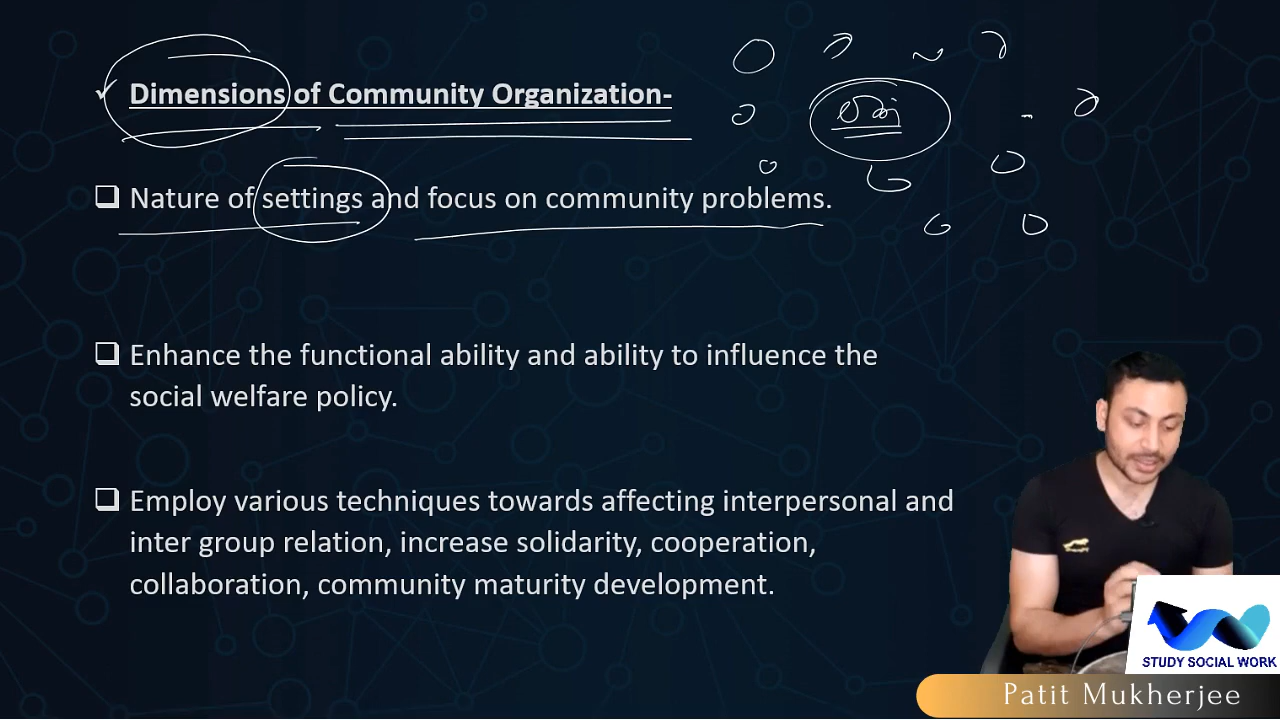 Dimensions of Community Organization-
Nature of settings and focus on community problems.
Enhance the functional ability and ability to influence the
social welfare policy.
Employ various techniques towards affecting interpersonal and
inter group relation, increase solidarity, cooperation,
collaboration, community maturity development.
STUDY SOCIAL WORK
Patit Mukherjee